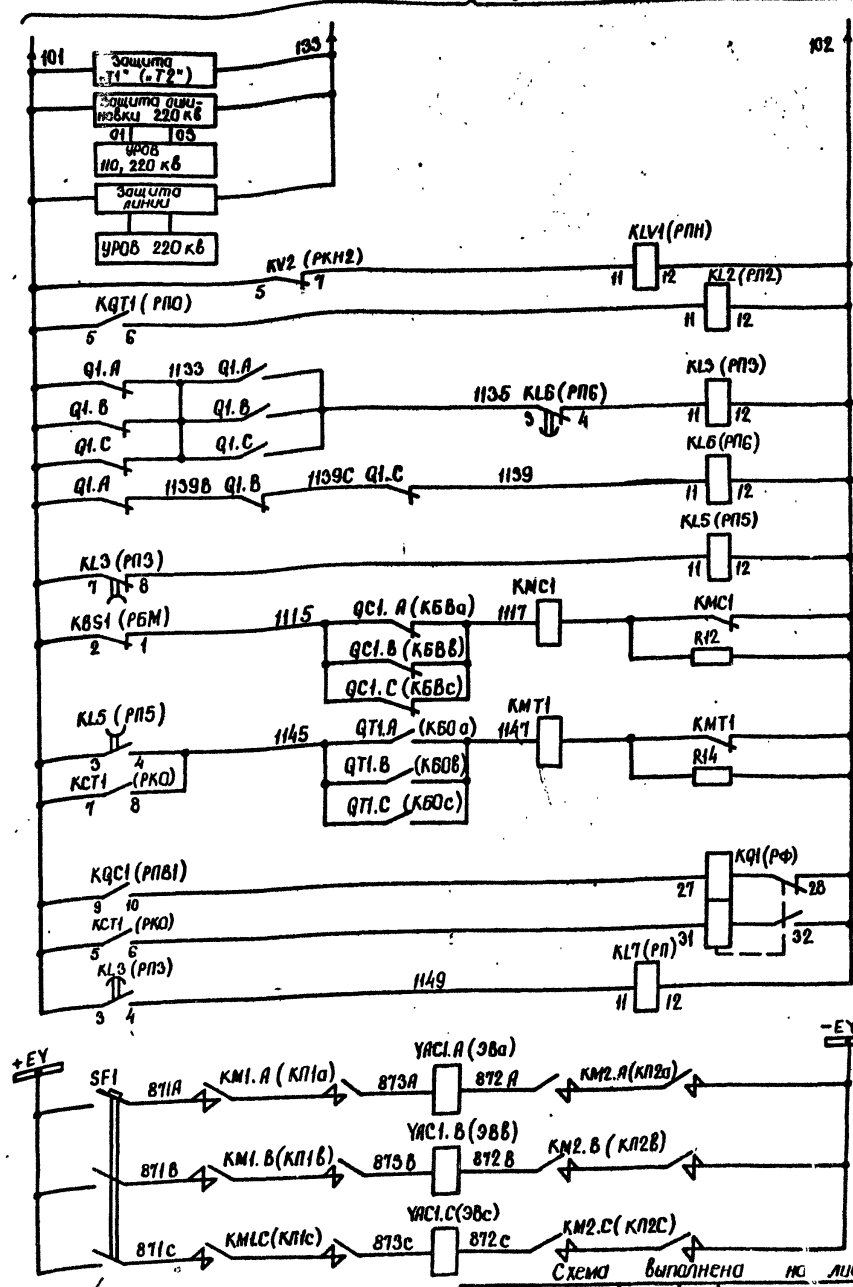 101 133 102
Защита
"Т1" ("Т2")
Защита оши-
новки 220 кв
01 03
УРОВ
110, 220 кв
Защита
линий
УРОВ 220 кв
KV2 (РКН2) KLV1 (РПН)
5 7 11 12
KQT1 (РПО) KL2 (РП2)
5 6 11 12
Q1.A 1133 Q1.A KL3 (РП3)
Q1.B Q1.B 1135 KL6 (РП6)
3 4 11 12
Q1.C Q1.C KL6 (РП6)
Q1.A 1139B Q1.B 1139C Q1.C 1139
11 12
KL5 (РП5)
KL3 (РП3)
7 8 11 12
KBS1 (РБМ) 1115 QC1.A (КБВа) 1117 KMC1 KMC1
2 1
QC1.B (КБВв) R12
QC1.C (КБВс)
KL5 (РП5) 1145 QT1.A (КБОа) 1147 KMT1 KMT1
3 4
KCT1 (РКО) QT1.B (КБОв) R14
7 8
QT1.C (КБОс)
KQC1 (РПВ1) KQ1 (РФ)
9 10 27 28
KCT1 (РКО)
5 6 31 32
KL3 (РП3) 1149 KL7 (РП)
3 4 11 12
+EY -EY
SF1 871A KM1.A (КП1а) 873A YAC1.A (ЭВа) 872A KM2.A (КП2а)
871B KM1.B (КП1в) 873B YAC1.B (ЭВв) 872B KM2.B (КП2в)
871C KM1.C (КП1с) 873C YAC1.C (ЭВс) 872C KM2.C (КП2С)
Схема выполнена на лис